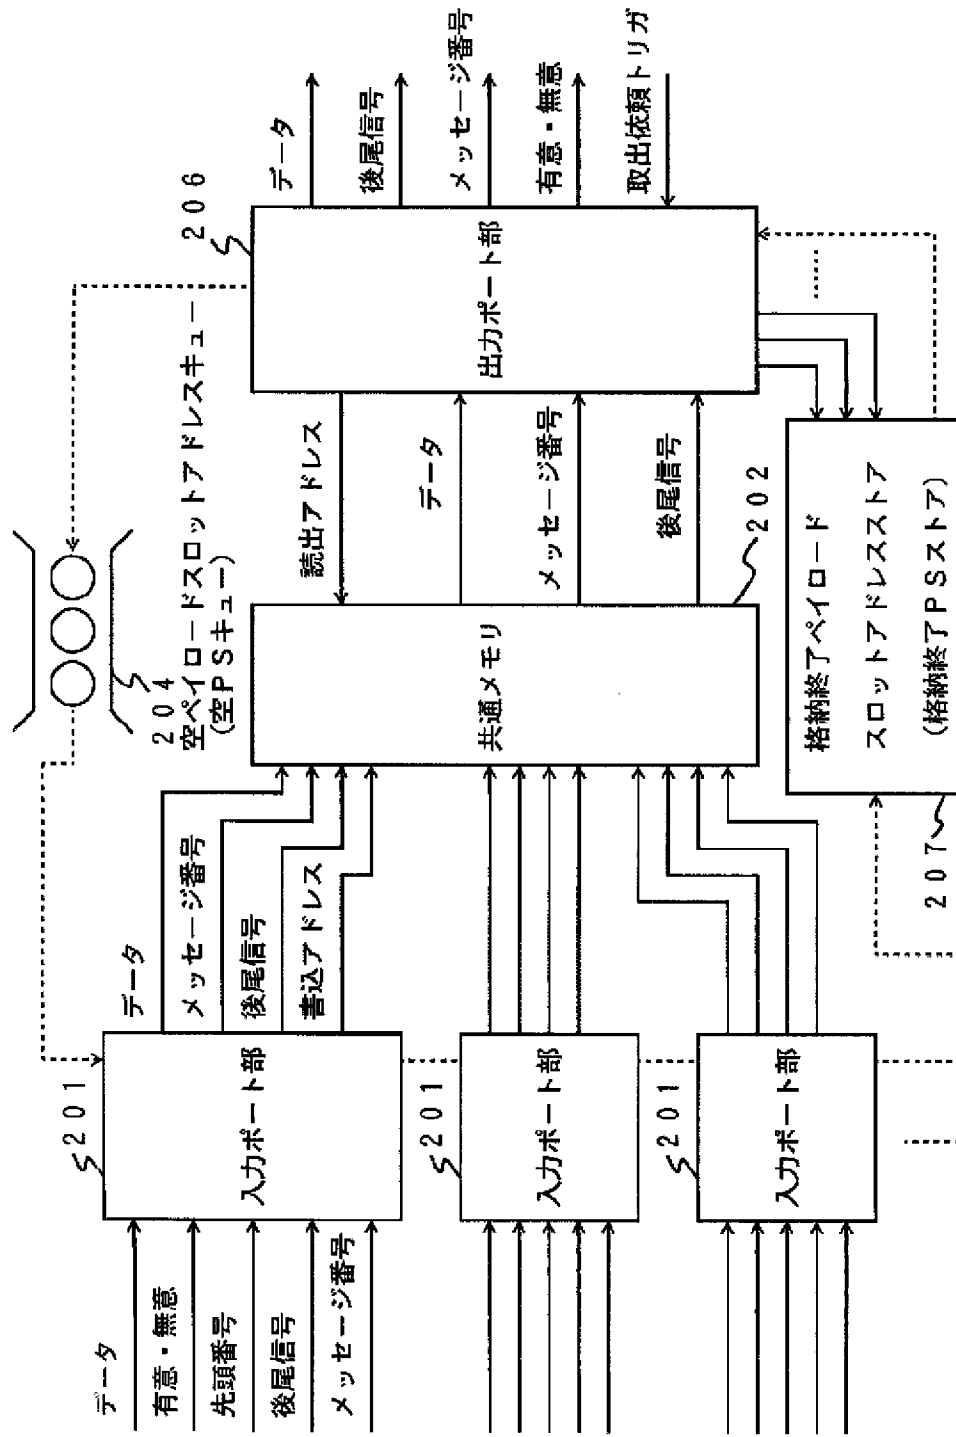 データ
有意・無意
先頭番号
後尾信号
メッセージ番号
201
入力ポート部
201
入力ポート部
201
入力ポート部
データ
メッセージ番号
後尾信号
書込アドレス
204
空ペイロードスロットアドレスキュー
(空PSキュー)
共通メモリ
202
読出アドレス
データ
メッセージ番号
後尾信号
206
出力ポート部
データ
後尾信号
メッセージ番号
有意・無意
取出依頼トリガ
207
格納終了ペイロード
スロットアドレスストア
(格納終了PSストア)